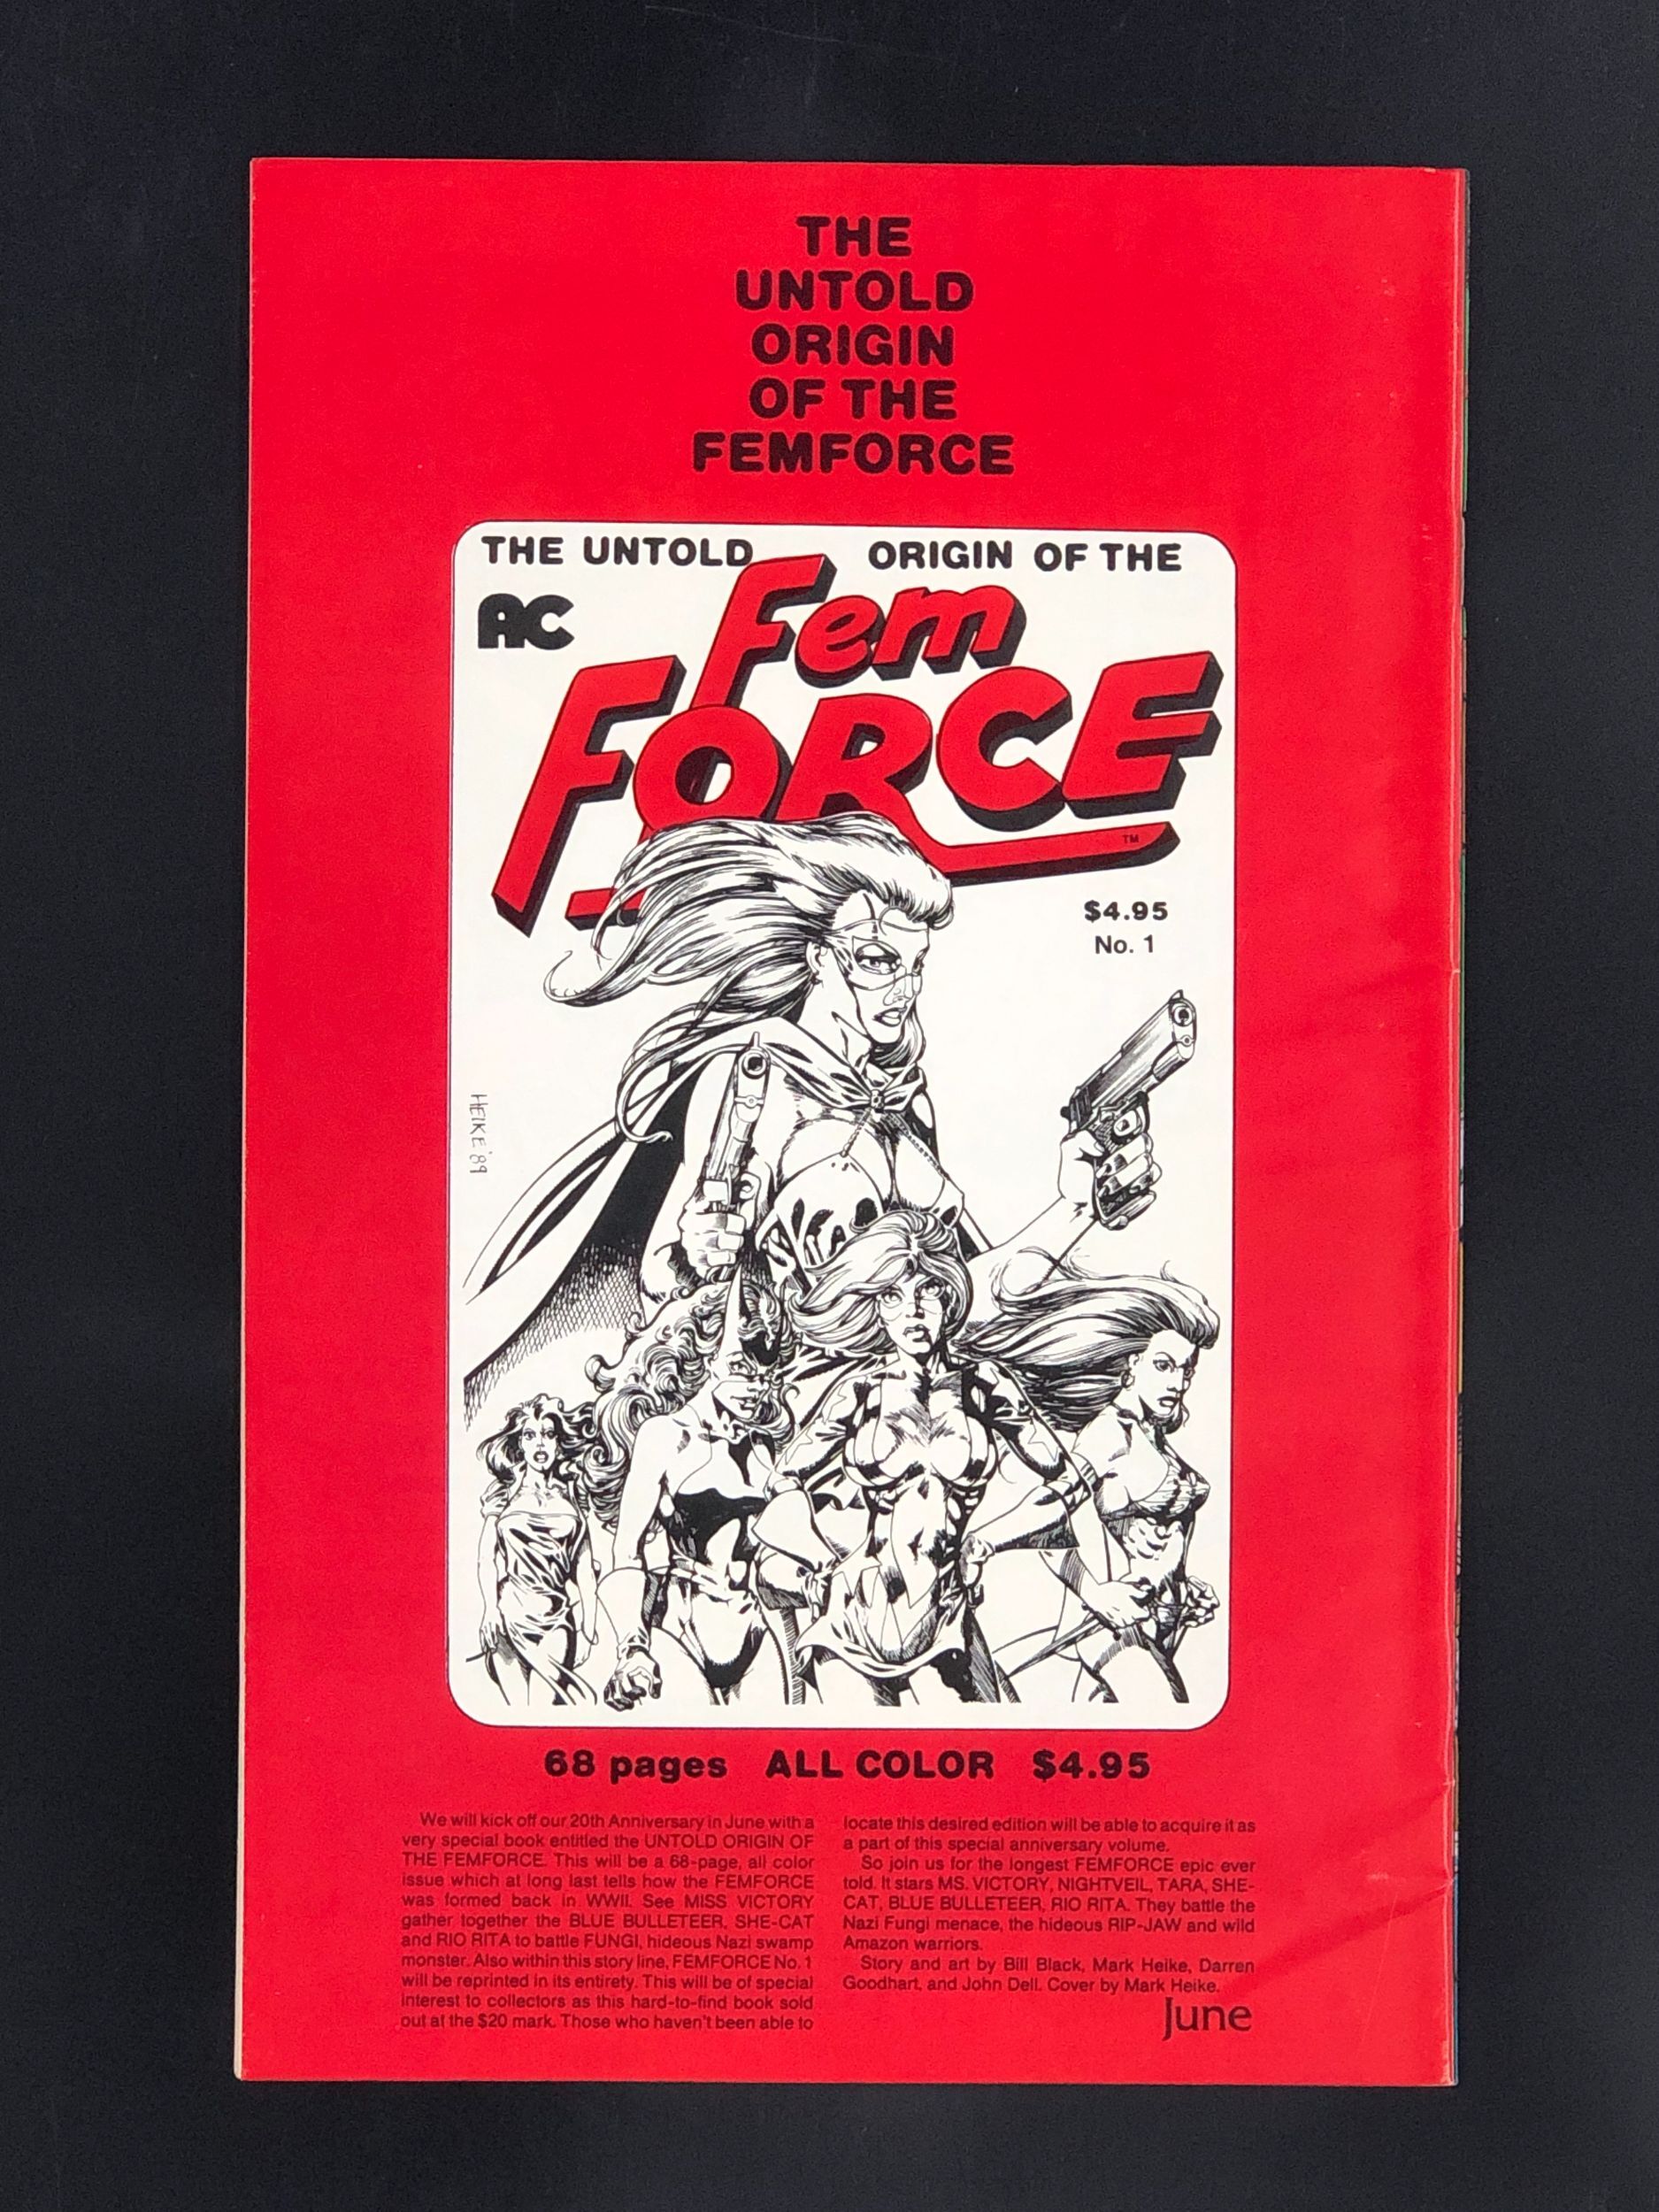 THE
UNTOLD
ORIGIN
OF THE
FEMFORCE
THE UNTOLD ORIGIN OF THE
AC
Fem
FORCE
TM
$4.95
No. 1
HEIKE '89
68 pages ALL COLOR $4.95
We will kick off our 20th Anniversary in June with a
very special book entitled the UNTOLD ORIGIN OF
THE FEMFORCE. This will be a 68-page, all color
issue which at long last tells how the FEMFORCE
was formed back in WWII. See MISS VICTORY
gather together the BLUE BULLETEER, SHE-CAT
and RIO RITA to battle FUNGI, hideous Nazi swamp
monster. Also within this story line, FEMFORCE No. 1
will be reprinted in its entirety. This will be of special
interest to collectors as this hard-to-find book sold
out at the $20 mark. Those who haven't been able to
locate this desired edition will be able to acquire it as
a part of this special anniversary volume.
So join us for the longest FEMFORCE epic ever
told. It stars MS. VICTORY, NIGHTVEIL, TARA, SHE-
CAT, BLUE BULLETEER, RIO RITA. They battle the
Nazi Fungi menace, the hideous RIP-JAW and wild
Amazon warriors.
Story and art by Bill Black, Mark Heike, Darren
Goodhart, and John Dell. Cover by Mark Heike.
June